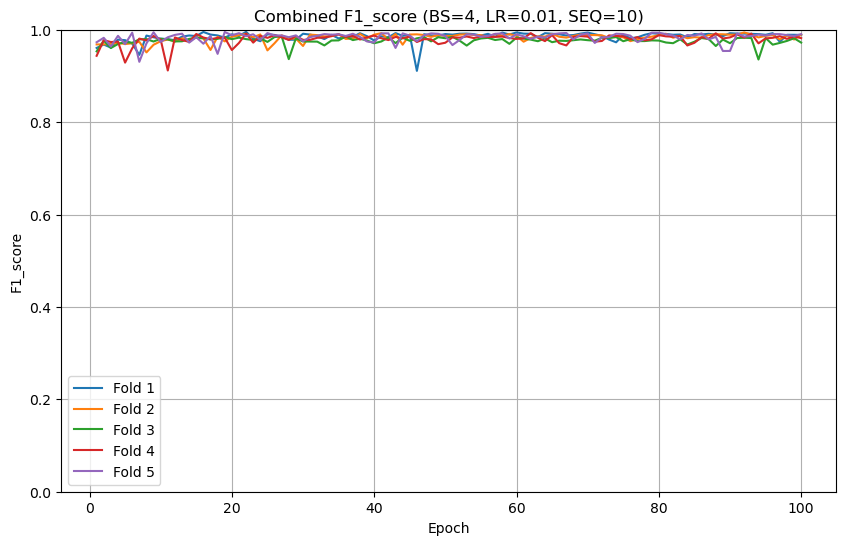 Combined F1_score (BS=4, LR=0.01, SEQ=10)
1.0
0.8
0.6
0.4
0.2
0.0
F1_score
Fold 1
Fold 2
Fold 3
Fold 4
Fold 5
0 20 40 60 80 100
Epoch